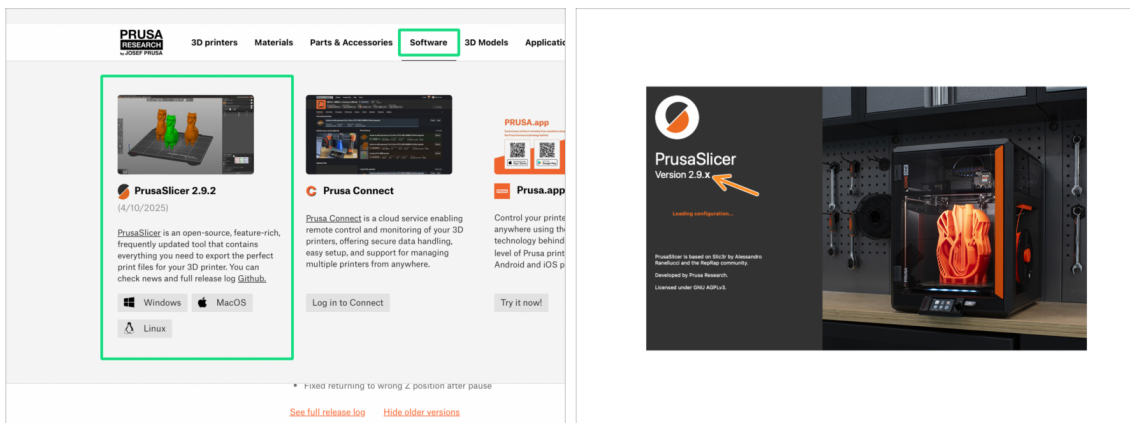 PRUSA
RESEARCH
by JOSEF PRUSA
3D printers
Materials
Parts & Accessories
Software
3D Models
Applicatio
PrusaSlicer 2.9.2
(4/10/2025)
PrusaSlicer is an open-source, feature-rich,
frequently updated tool that contains
everything you need to export the perfect
print files for your 3D printer. You can
check news and full release log Github.
Windows
MacOS
Linux
Prusa Connect
Prusa Connect is a cloud service enabling
remote control and monitoring of your 3D
printers, offering secure data handling,
easy setup, and support for managing
multiple printers from anywhere.
Log in to Connect
PRUSA.app
Prusa.app
Control your printe
anywhere using th
technology behind
level of Prusa print
Android and iOS p
Try it now!
Fixed returning to wrong Z position after pause
See full release log
Hide older versions
PrusaSlicer
Version 2.9.x
Loading configuration...
PrusaSlicer is based on Slic3r by Alessandro
Ranellucci and the RepRap community.
Developed by Prusa Research.
Licensed under GNU AGPLv3.